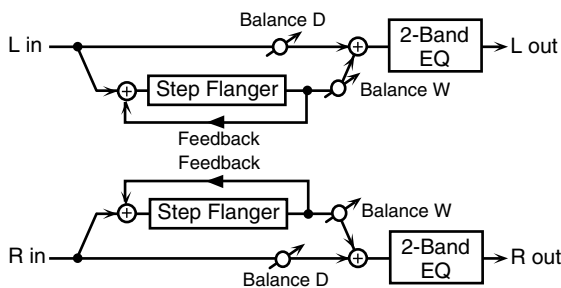 Balance D
L in
2-Band
EQ
L out
Step Flanger
Balance W
Feedback
Feedback
Step Flanger
Balance W
R in
2-Band
EQ
R out
Balance D